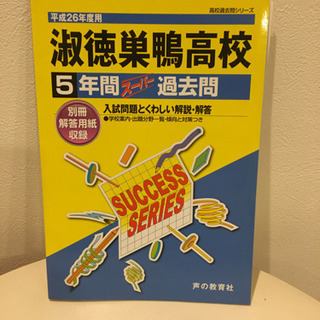 高校過去問シリーズ
平成26年度用
淑徳巣鴨高校
5年間スーパー過去問
別冊
解答用紙
収録
入試問題とくわしい解説・解答
●学校案内・出題分野一覧・傾向と対策つき
SUCCESS
SERIES
声の教育社